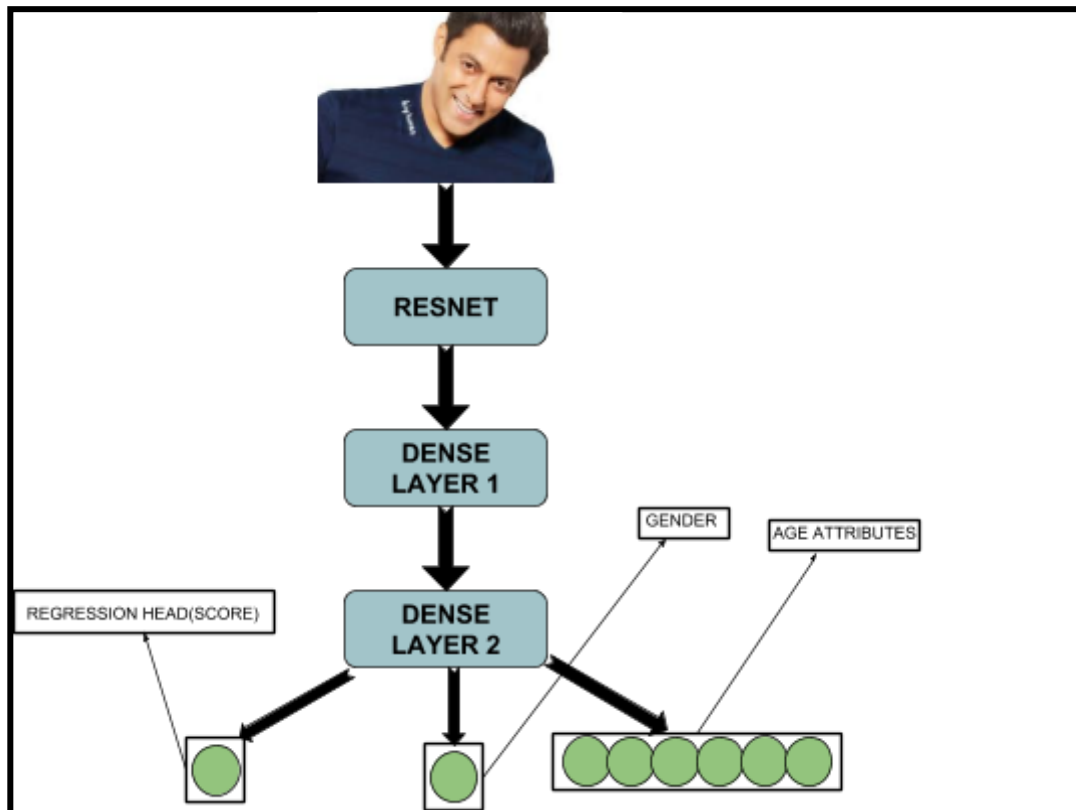 RESNET
DENSE
LAYER 1
GENDER
AGE ATTRIBUTES
REGRESSION HEAD(SCORE)
DENSE
LAYER 2